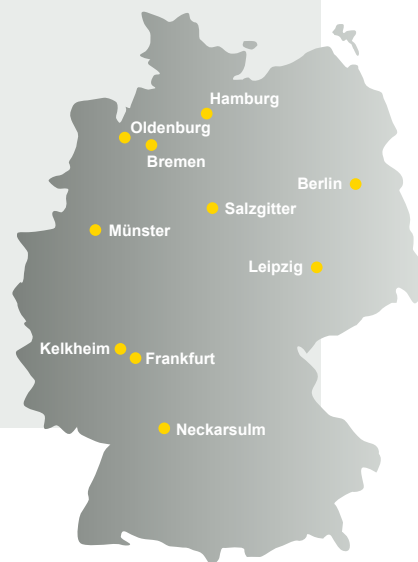 Hamburg
Oldenburg
Bremen
Berlin
Salzgitter
Münster
Leipzig
Kelkheim
Frankfurt
Neckarsulm